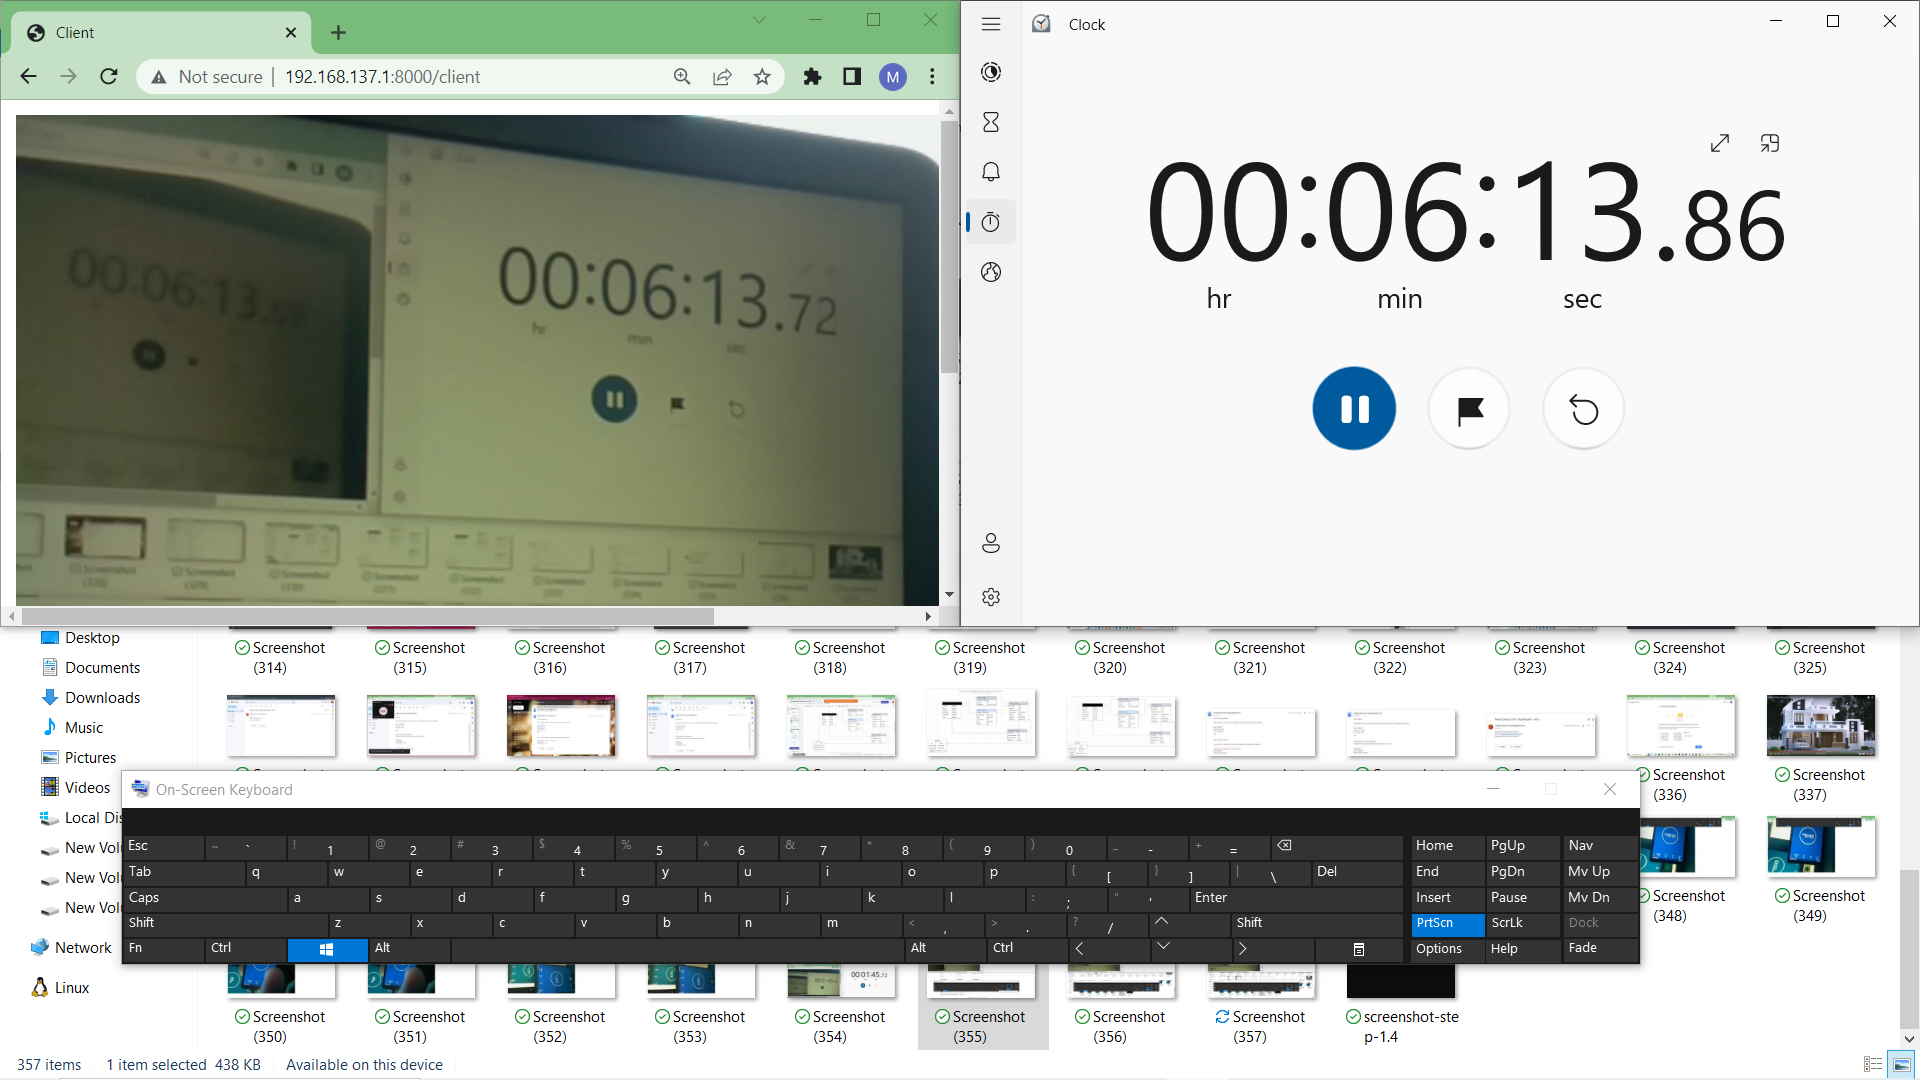 Client
Not secure | 192.168.137.1:8000/client
M
00:06:13.72
hr min sec
00:06:13
Clock
00:06:13.86
hr min sec
Desktop
Documents
Downloads
Music
Pictures
Videos
Local Dis
New Volu
New Volu
New Volu
Network
Linux
Screenshot (314)
Screenshot (315)
Screenshot (316)
Screenshot (317)
Screenshot (318)
Screenshot (319)
Screenshot (320)
Screenshot (321)
Screenshot (322)
Screenshot (323)
Screenshot (324)
Screenshot (325)
Screenshot (336)
Screenshot (337)
On-Screen Keyboard
Esc ~ ` ! 1 @ 2 # 3 $ 4 % 5 ^ 6 & 7 * 8 ( 9 ) 0 _ - + = Home PgUp Nav
Tab q w e r t y u i o p { [ } ] | \ Del End PgDn Mv Up
Caps a s d f g h j k l : ; " ' Enter Insert Pause Mv Dn
Shift z x c v b n m < , > . ? / Shift PrtScn ScrLk Dock
Fn Ctrl Alt Alt Ctrl Options Help Fade
Screenshot (348)
Screenshot (349)
00:01:45.72
Screenshot (350)
Screenshot (351)
Screenshot (352)
Screenshot (353)
Screenshot (354)
Screenshot (355)
Screenshot (356)
Screenshot (357)
screenshot-step-1.4
357 items 1 item selected 438 KB Available on this device